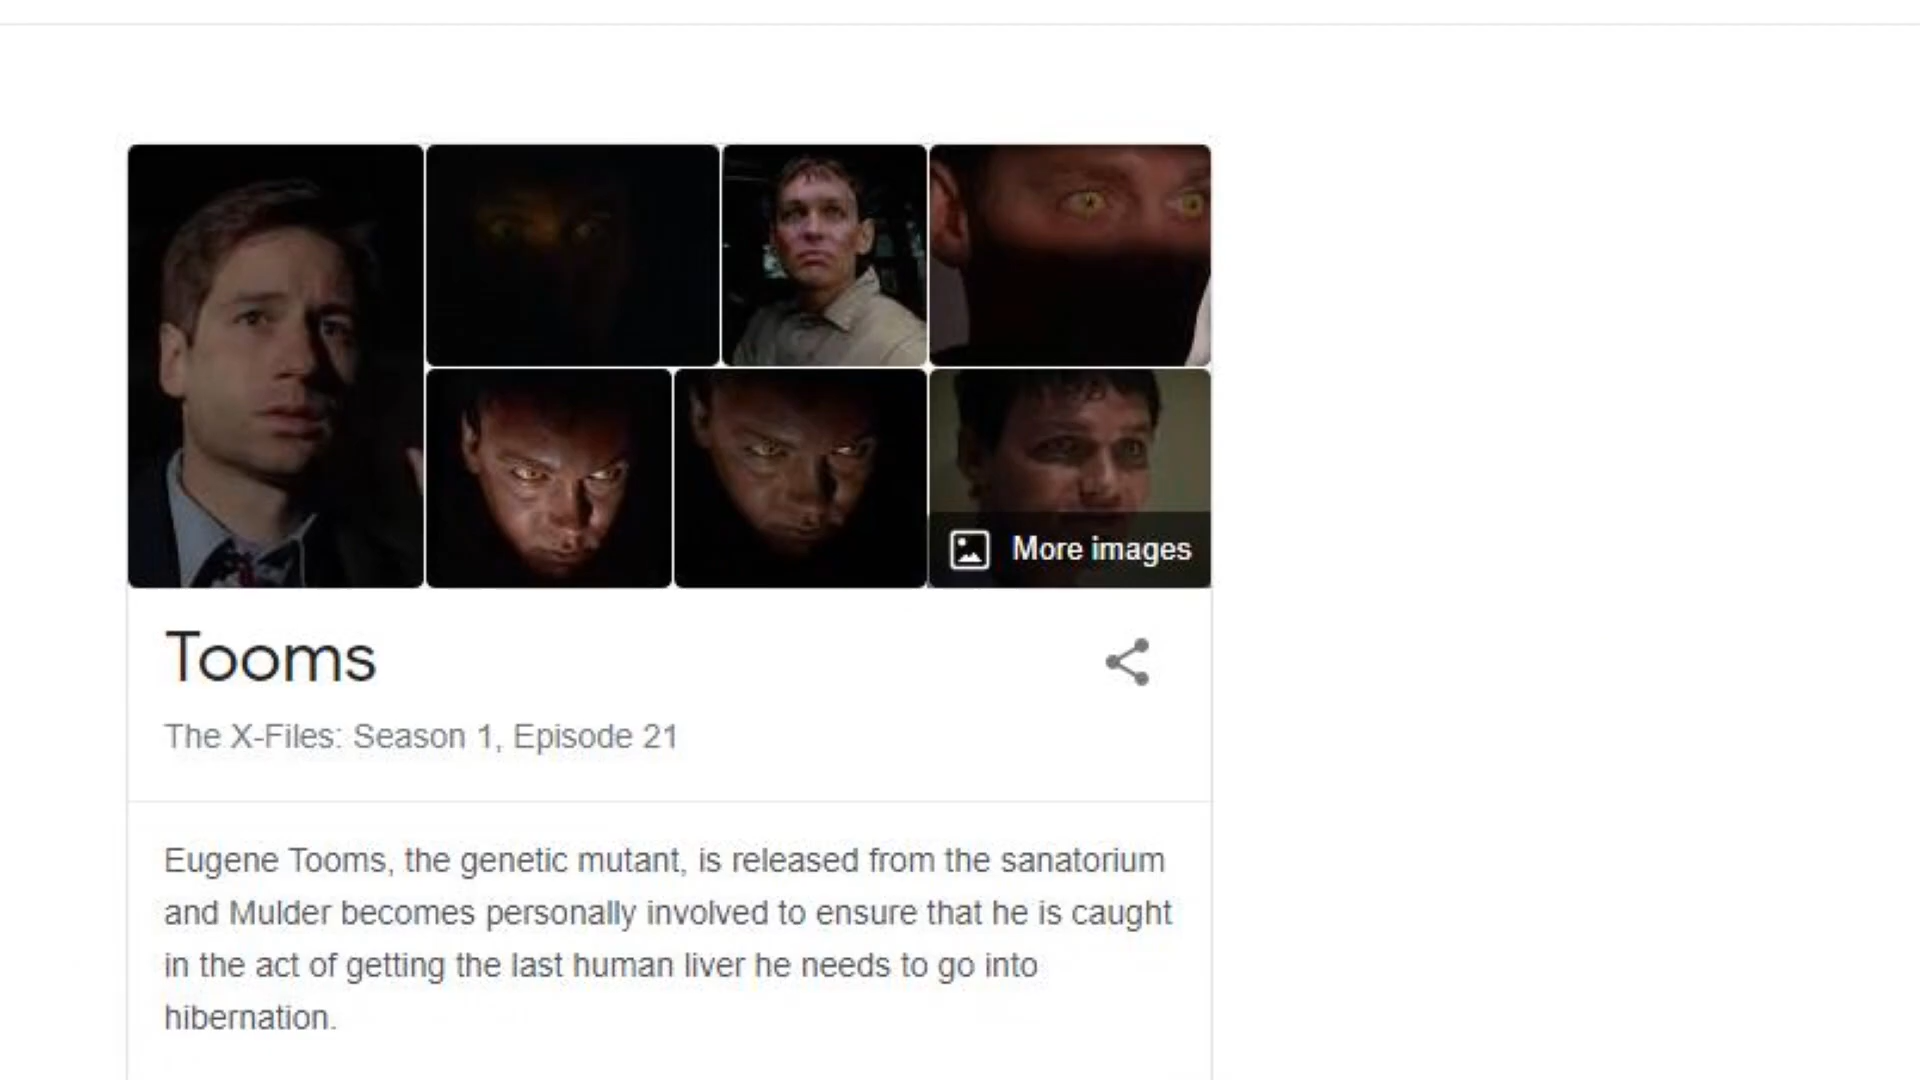 More images
Tooms
The X-Files: Season 1, Episode 21
Eugene Tooms, the genetic mutant, is released from the sanatorium
and Mulder becomes personally involved to ensure that he is caught
in the act of getting the last human liver he needs to go into
hibernation.